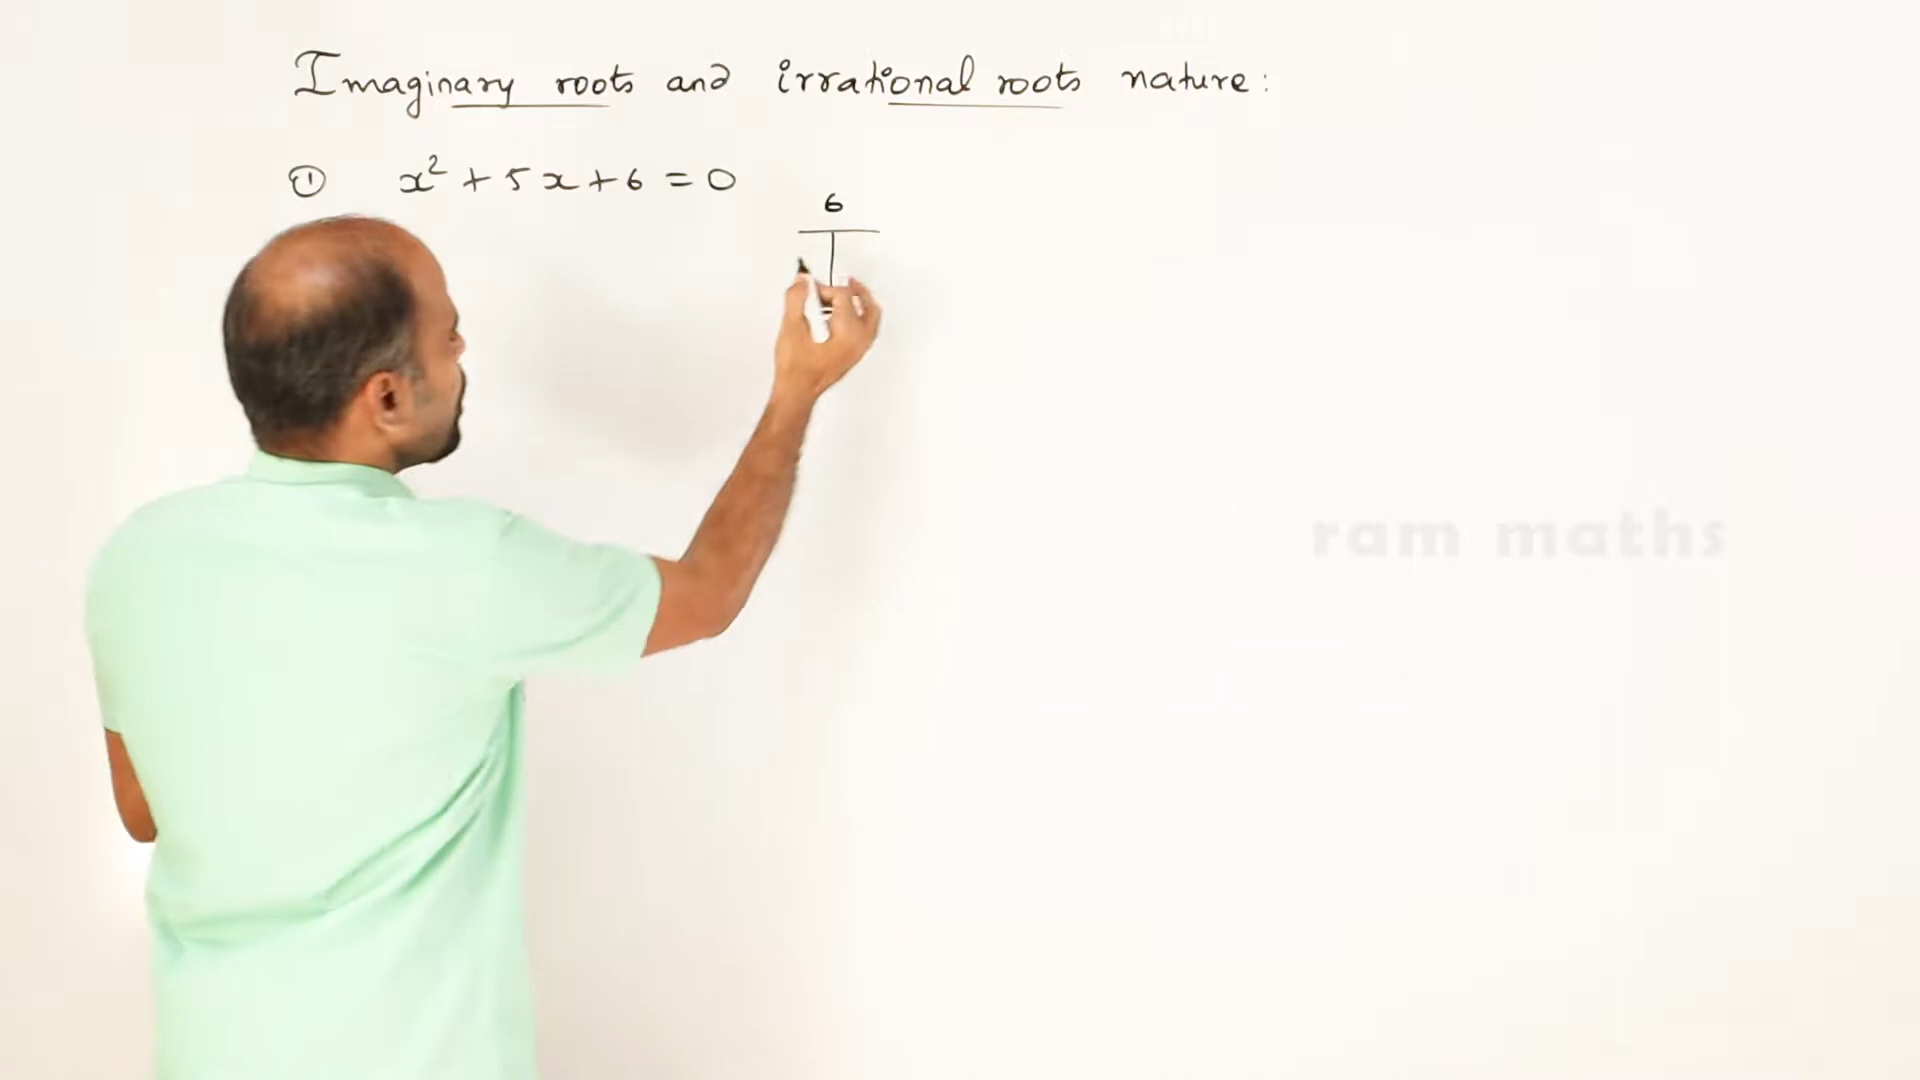 Imaginary roots and irrational roots nature:
① x² + 5x + 6 = 0
6
ram maths